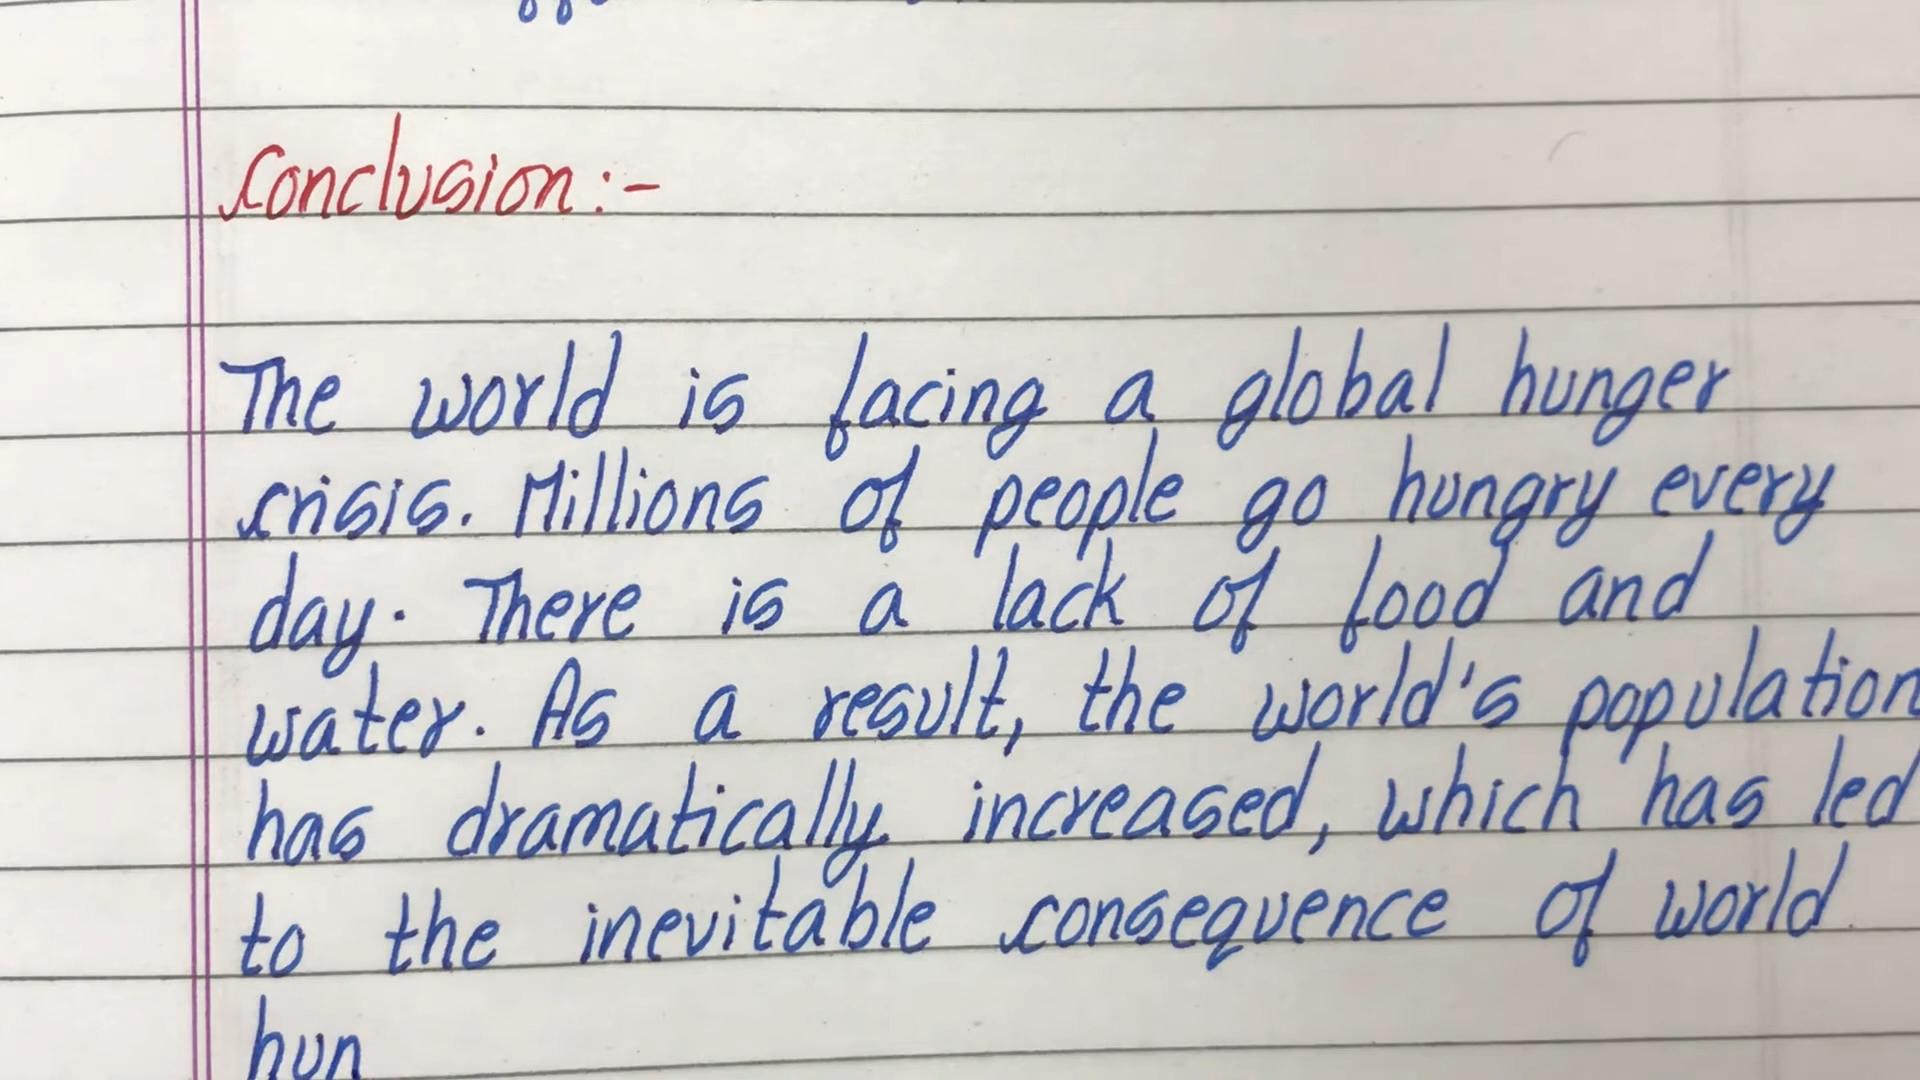 Conclusion:-
The world is facing a global hunger
crisis. Millions of people go hungry every
day. There is a lack of food and
water. As a result, the world's population
has dramatically increased, which has led
to the inevitable consequence of world
hun